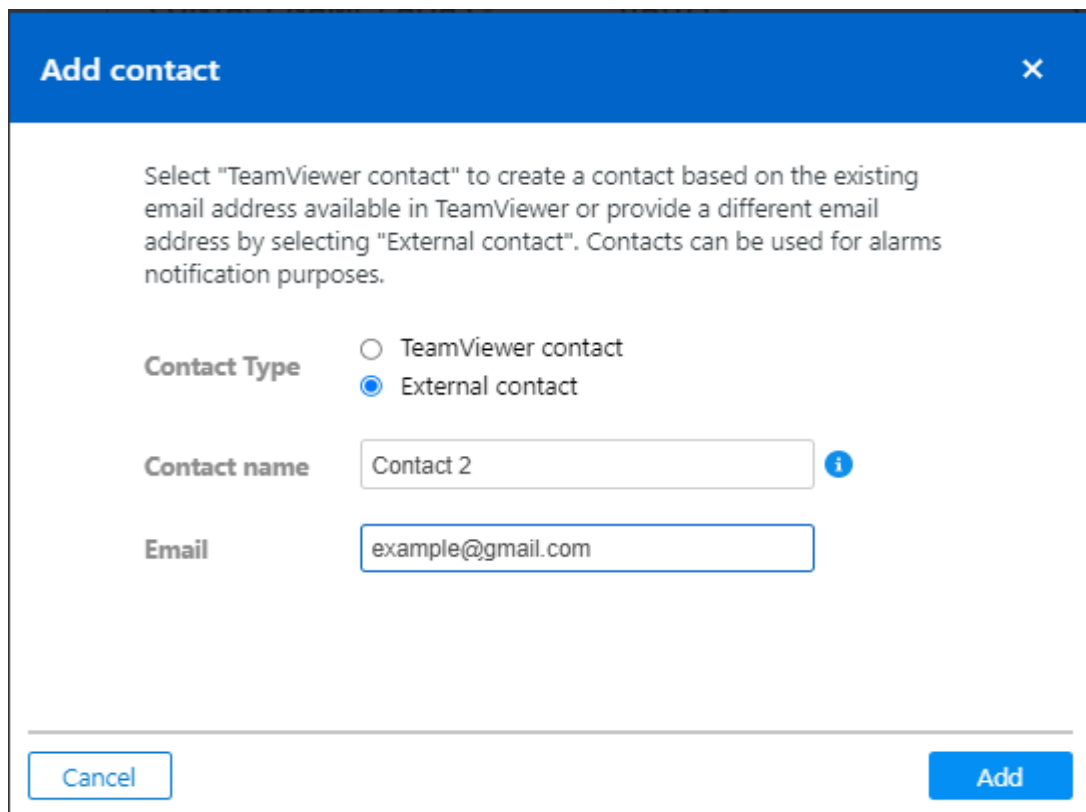 Add contact
Select "TeamViewer contact" to create a contact based on the existing
email address available in TeamViewer or provide a different email
address by selecting "External contact". Contacts can be used for alarms
notification purposes.
Contact Type
TeamViewer contact
External contact
Contact name
Contact 2
Email
example@gmail.com
Cancel
Add